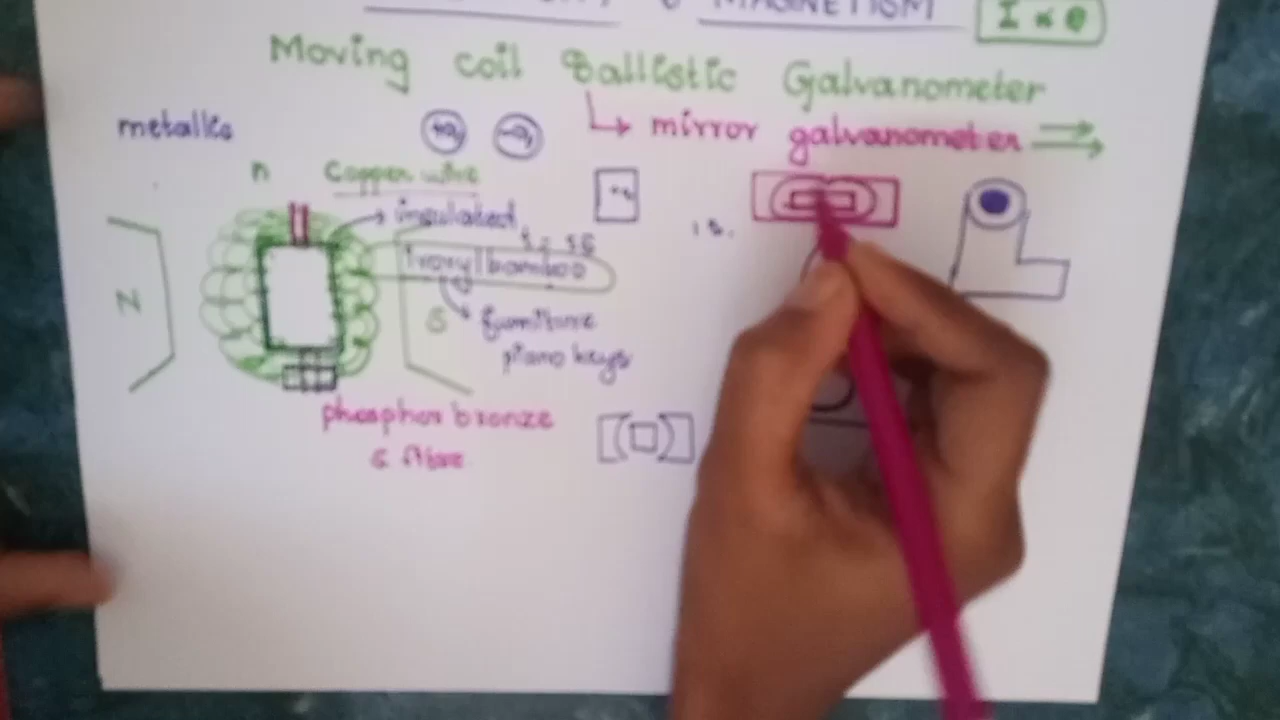 & MAGNETISM
I α θ
Moving coil Ballistic Galvanometer
→ mirror galvanometer
metallic
n
Copper wire
insulated
Ivory | bamboo
N
S
furniture
piano keys
phosphor bronze
fibre